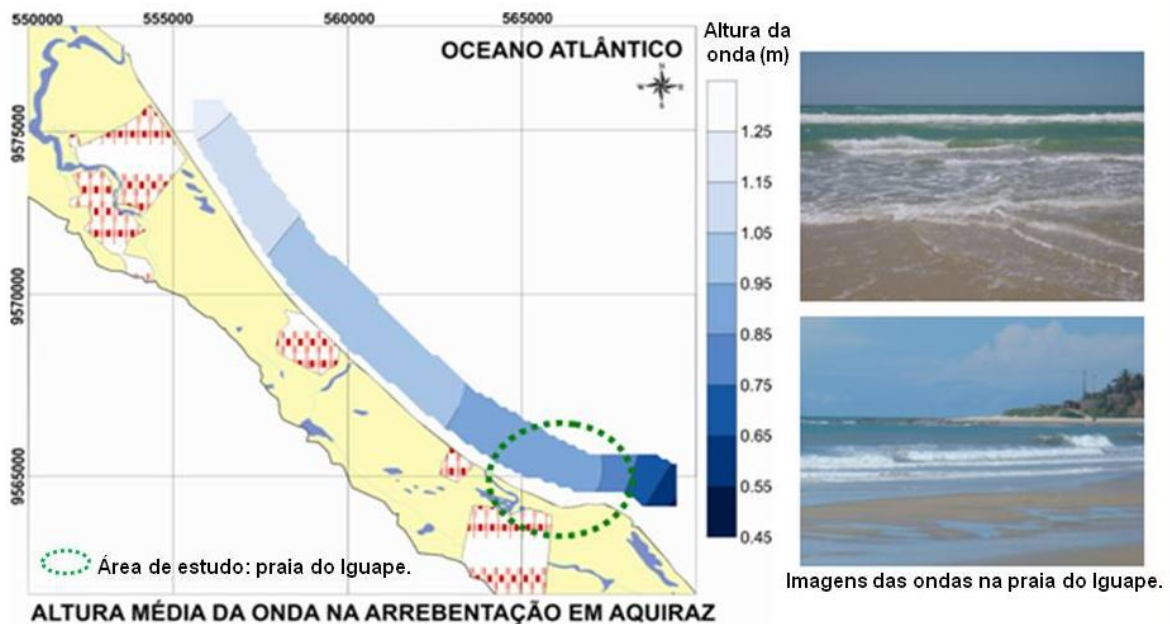 550000 555000 560000 565000
OCEANO ATLÂNTICO
N
W E
S
9575000
9570000
9565000
Altura da
onda (m)
1.25
1.15
1.05
0.95
0.85
0.75
0.65
0.55
0.45
Área de estudo: praia do Iguape.
ALTURA MÉDIA DA ONDA NA ARREBENTAÇÃO EM AQUIRAZ
Imagens das ondas na praia do Iguape.